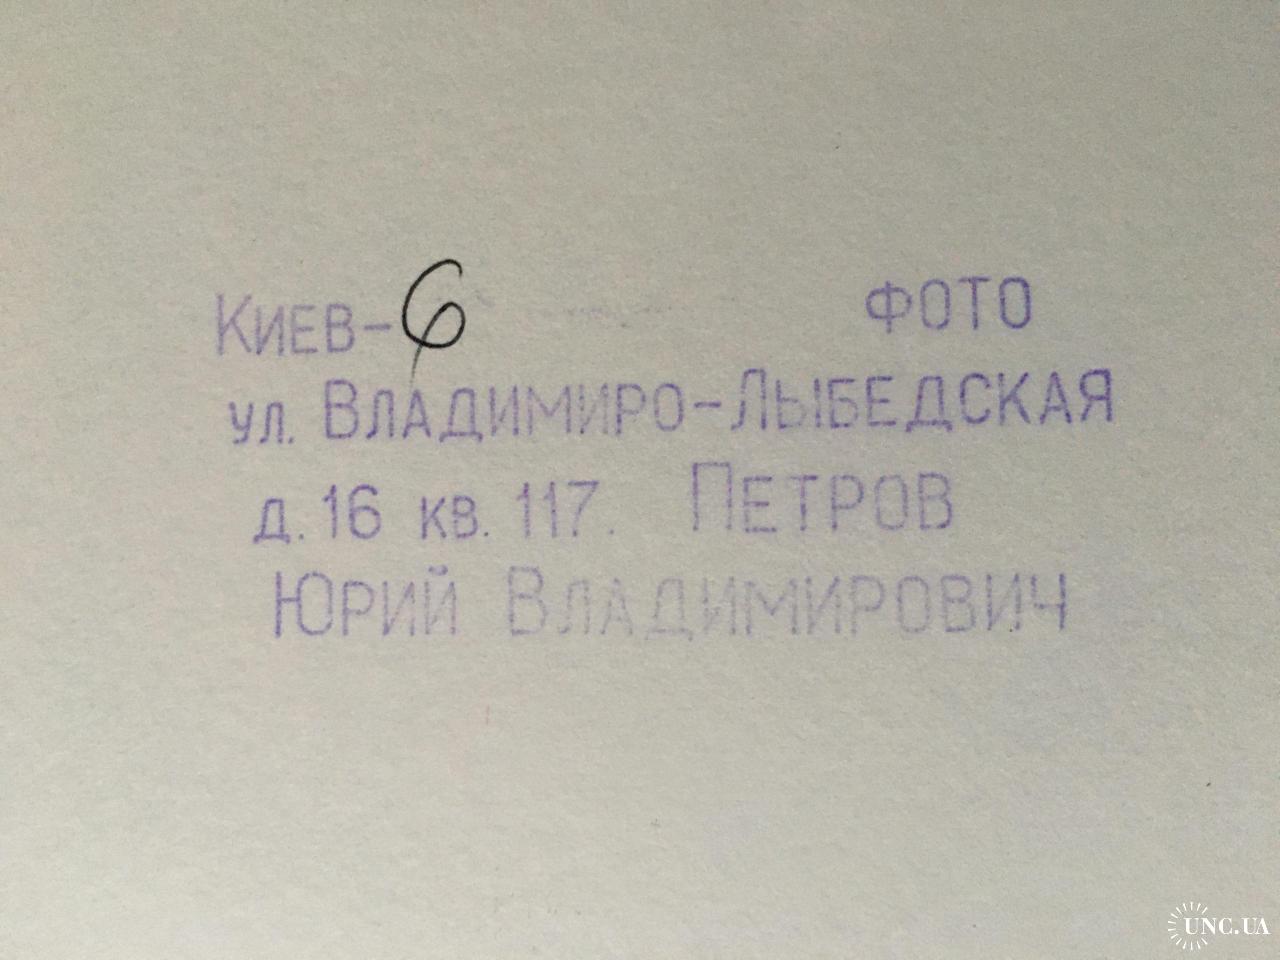 Киев-6 ФОТО
ул. Владимиро-Лыбедская
д. 16 кв. 117. Петров
Юрий Владимирович
UNC.UA